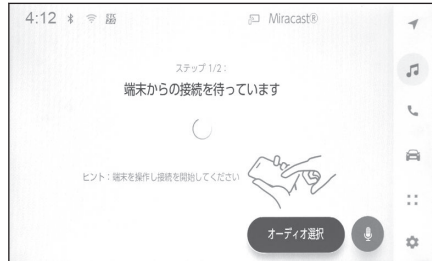 4:12
Miracast®
ステップ 1/2：
端末からの接続を待っています
ヒント：端末を操作し接続を開始してください
オーディオ選択